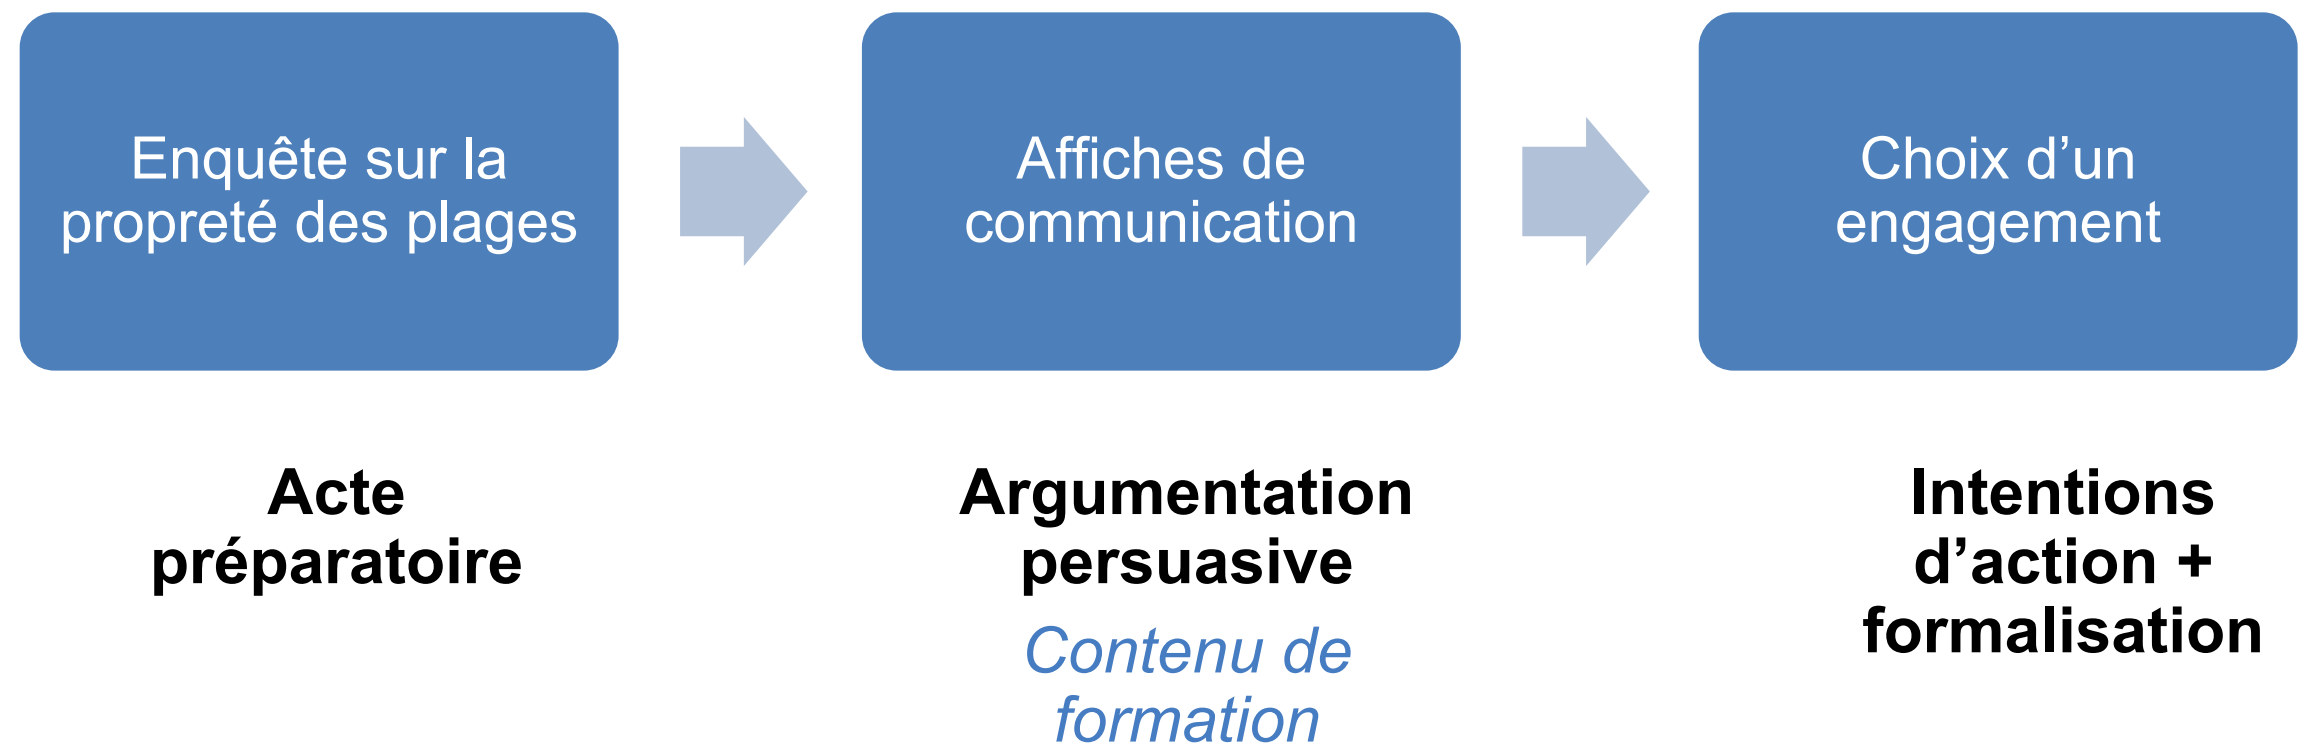 Enquête sur la
propreté des plages
Affiches de
communication
Choix d’un
engagement
Acte
préparatoire
Argumentation
persuasive
Contenu de
formation
Intentions
d’action +
formalisation